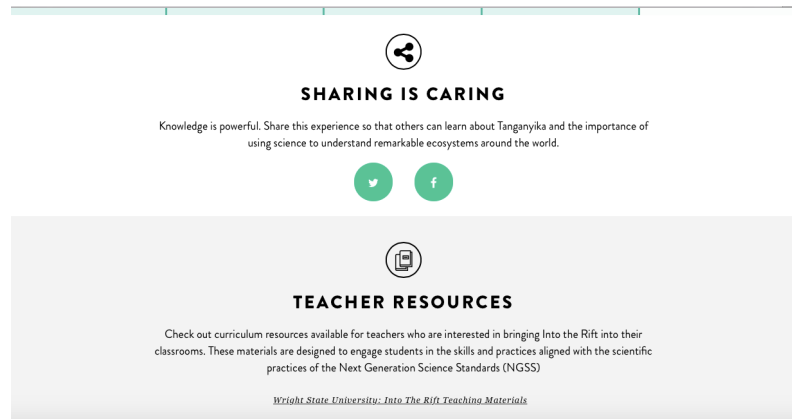 SHARING IS CARING
Knowledge is powerful. Share this experience so that others can learn about Tanganyika and the importance of
using science to understand remarkable ecosystems around the world.
TEACHER RESOURCES
Check out curriculum resources available for teachers who are interested in bringing Into the Rift into their
classrooms. These materials are designed to engage students in the skills and practices aligned with the scientific
practices of the Next Generation Science Standards (NGSS)
Wright State University: Into The Rift Teaching Materials